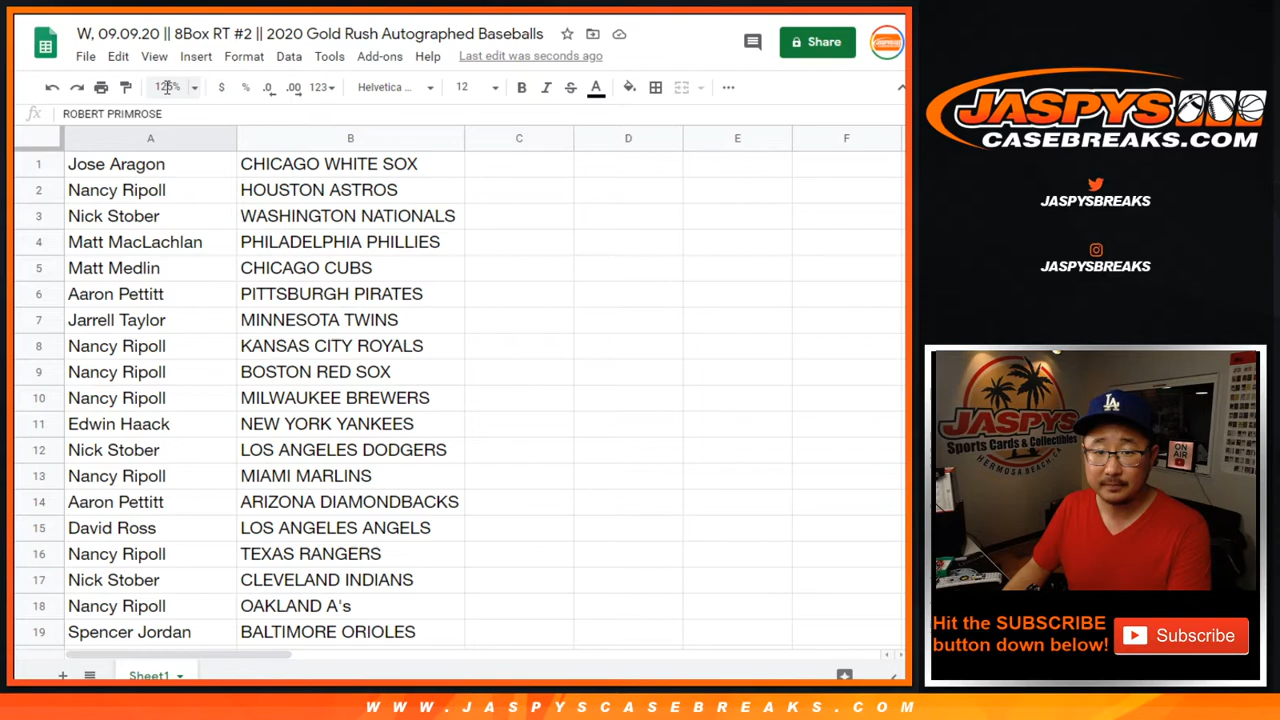 W, 09.09.20 || 8Box RT #2 || 2020 Gold Rush Autographed Baseballs
Share
File Edit View Insert Format Data Tools Add-ons Help Last edit was seconds ago
125% $ % .0 .00 123 Helvetica ... 12 B I S A
fx ROBERT PRIMROSE
A B C D E F
1 Jose Aragon CHICAGO WHITE SOX
2 Nancy Ripoll HOUSTON ASTROS
3 Nick Stober WASHINGTON NATIONALS
4 Matt MacLachlan PHILADELPHIA PHILLIES
5 Matt Medlin CHICAGO CUBS
6 Aaron Pettitt PITTSBURGH PIRATES
7 Jarrell Taylor MINNESOTA TWINS
8 Nancy Ripoll KANSAS CITY ROYALS
9 Nancy Ripoll BOSTON RED SOX
10 Nancy Ripoll MILWAUKEE BREWERS
11 Edwin Haack NEW YORK YANKEES
12 Nick Stober LOS ANGELES DODGERS
13 Nancy Ripoll MIAMI MARLINS
14 Aaron Pettitt ARIZONA DIAMONDBACKS
15 David Ross LOS ANGELES ANGELS
16 Nancy Ripoll TEXAS RANGERS
17 Nick Stober CLEVELAND INDIANS
18 Nancy Ripoll OAKLAND A's
19 Spencer Jordan BALTIMORE ORIOLES
Sheet1
JASPYS
CASEBREAKS.COM
JASPYSBREAKS
JASPYSBREAKS
JASPYS
Sports Cards & Collectibles
HERMOSA BEACH, CA
LA
ON AIR
Hit the SUBSCRIBE
button down below!
Subscribe
WWW.JASPYSCASEBREAKS.COM